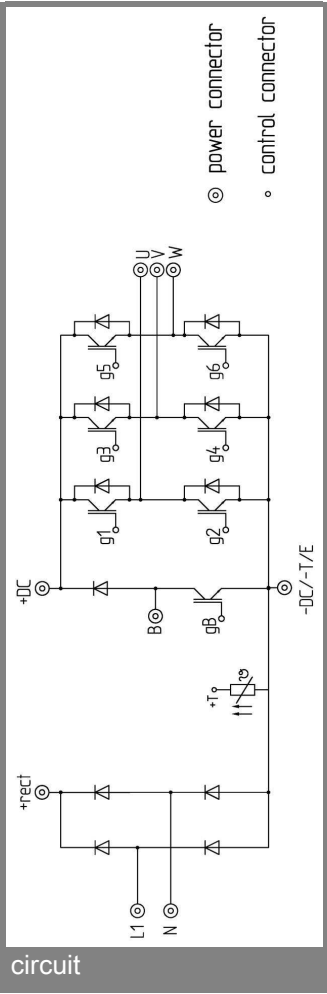 power connector
control connector
U
V
W
g5
g6
g3
g4
g1
g2
+DC
B
gB
-DC/-T/E
+T
ϑ
+rect
L1
N
circuit